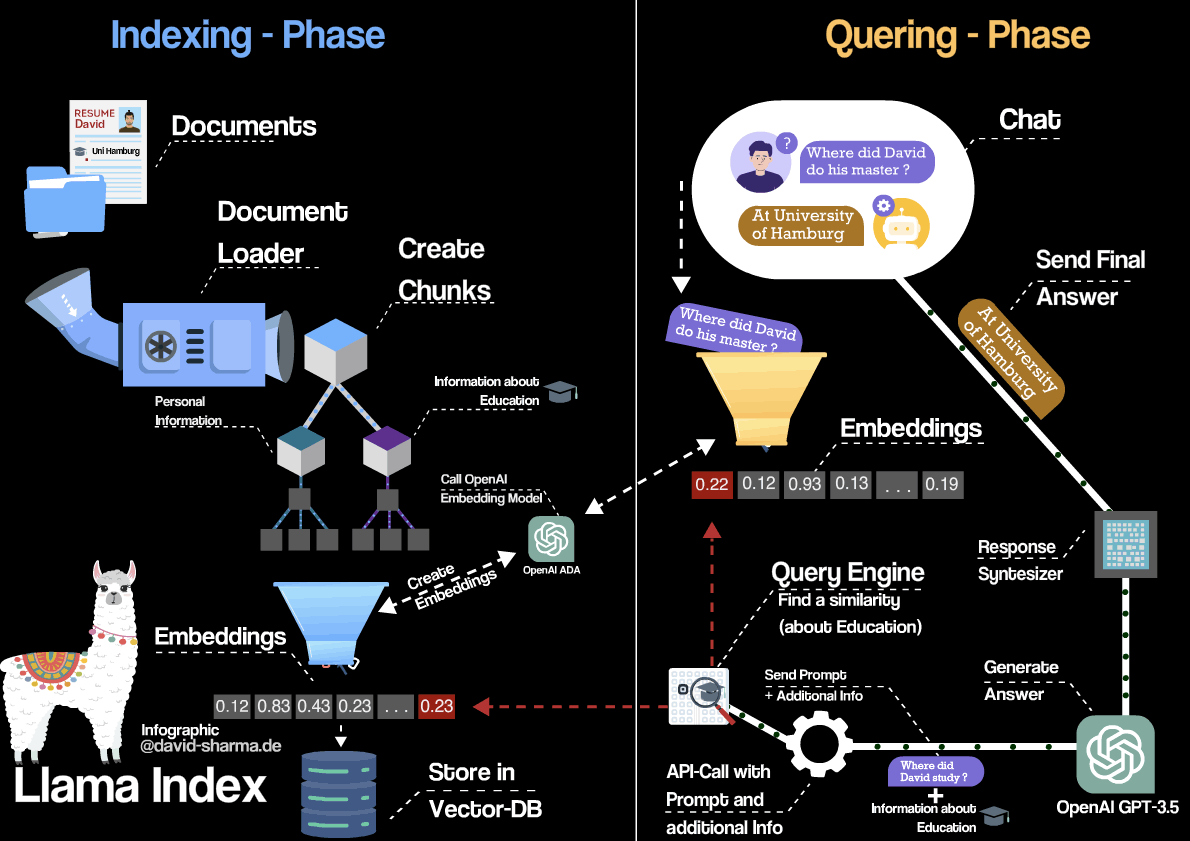 Indexing - Phase
RESUME
David
Uni Hamburg
Documents
Document
Loader
Create
Chunks
Personal
Information
Information about
Education
Call OpenAI
Embedding Model
OpenAI ADA
Create
Embeddings
Embeddings
0.12 0.83 0.43 0.23 ... 0.23
Infographic
@david-sharma.de
Llama Index
Store in
Vector-DB
Quering - Phase
Chat
?
Where did David
do his master ?
At University
of Hamburg
Send Final
Answer
At University
of Hamburg
Where did David
do his master ?
Embeddings
0.22 0.12 0.93 0.13 ... 0.19
Response
Syntesizer
Query Engine
Find a similarity
(about Education)
Send Prompt
+ Additonal Info
Generate
Answer
API-Call with
Prompt and
additional Info
Where did
David study ?
+
Information about
Education
OpenAI GPT-3.5